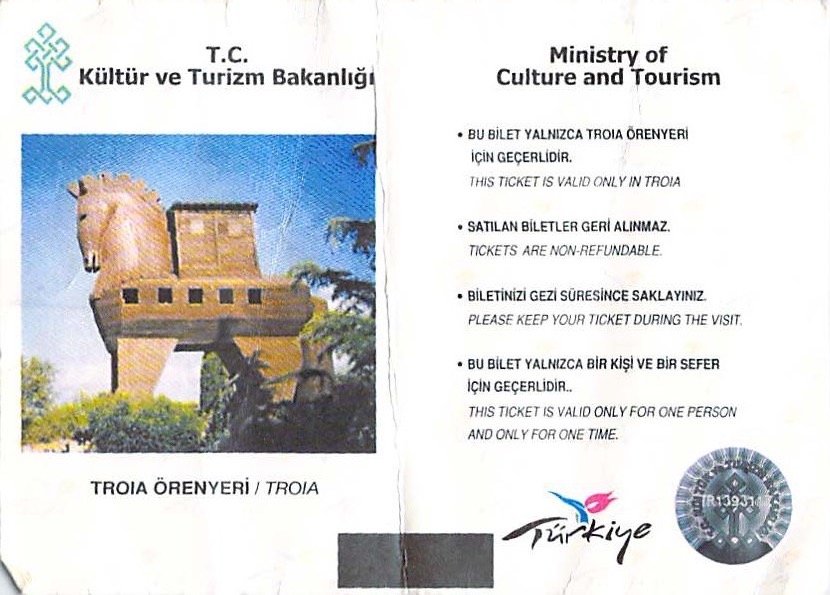 T.C.
Kültür ve Turizm Bakanlığı
TROIA ÖRENYERİ / TROIA
Ministry of
Culture and Tourism
• BU BİLET YALNIZCA TROIA ÖRENYERİ
İÇİN GEÇERLİDİR.
THIS TICKET IS VALID ONLY IN TROIA
• SATILAN BİLETLER GERİ ALINMAZ.
TICKETS ARE NON-REFUNDABLE.
• BİLETİNİZİ GEZİ SÜRESİNCE SAKLAYINIZ.
PLEASE KEEP YOUR TICKET DURING THE VISIT.
• BU BİLET YALNIZCA BİR KİŞİ VE BİR SEFER
İÇİN GEÇERLİDİR..
THIS TICKET IS VALID ONLY FOR ONE PERSON
AND ONLY FOR ONE TIME.
Türkiye